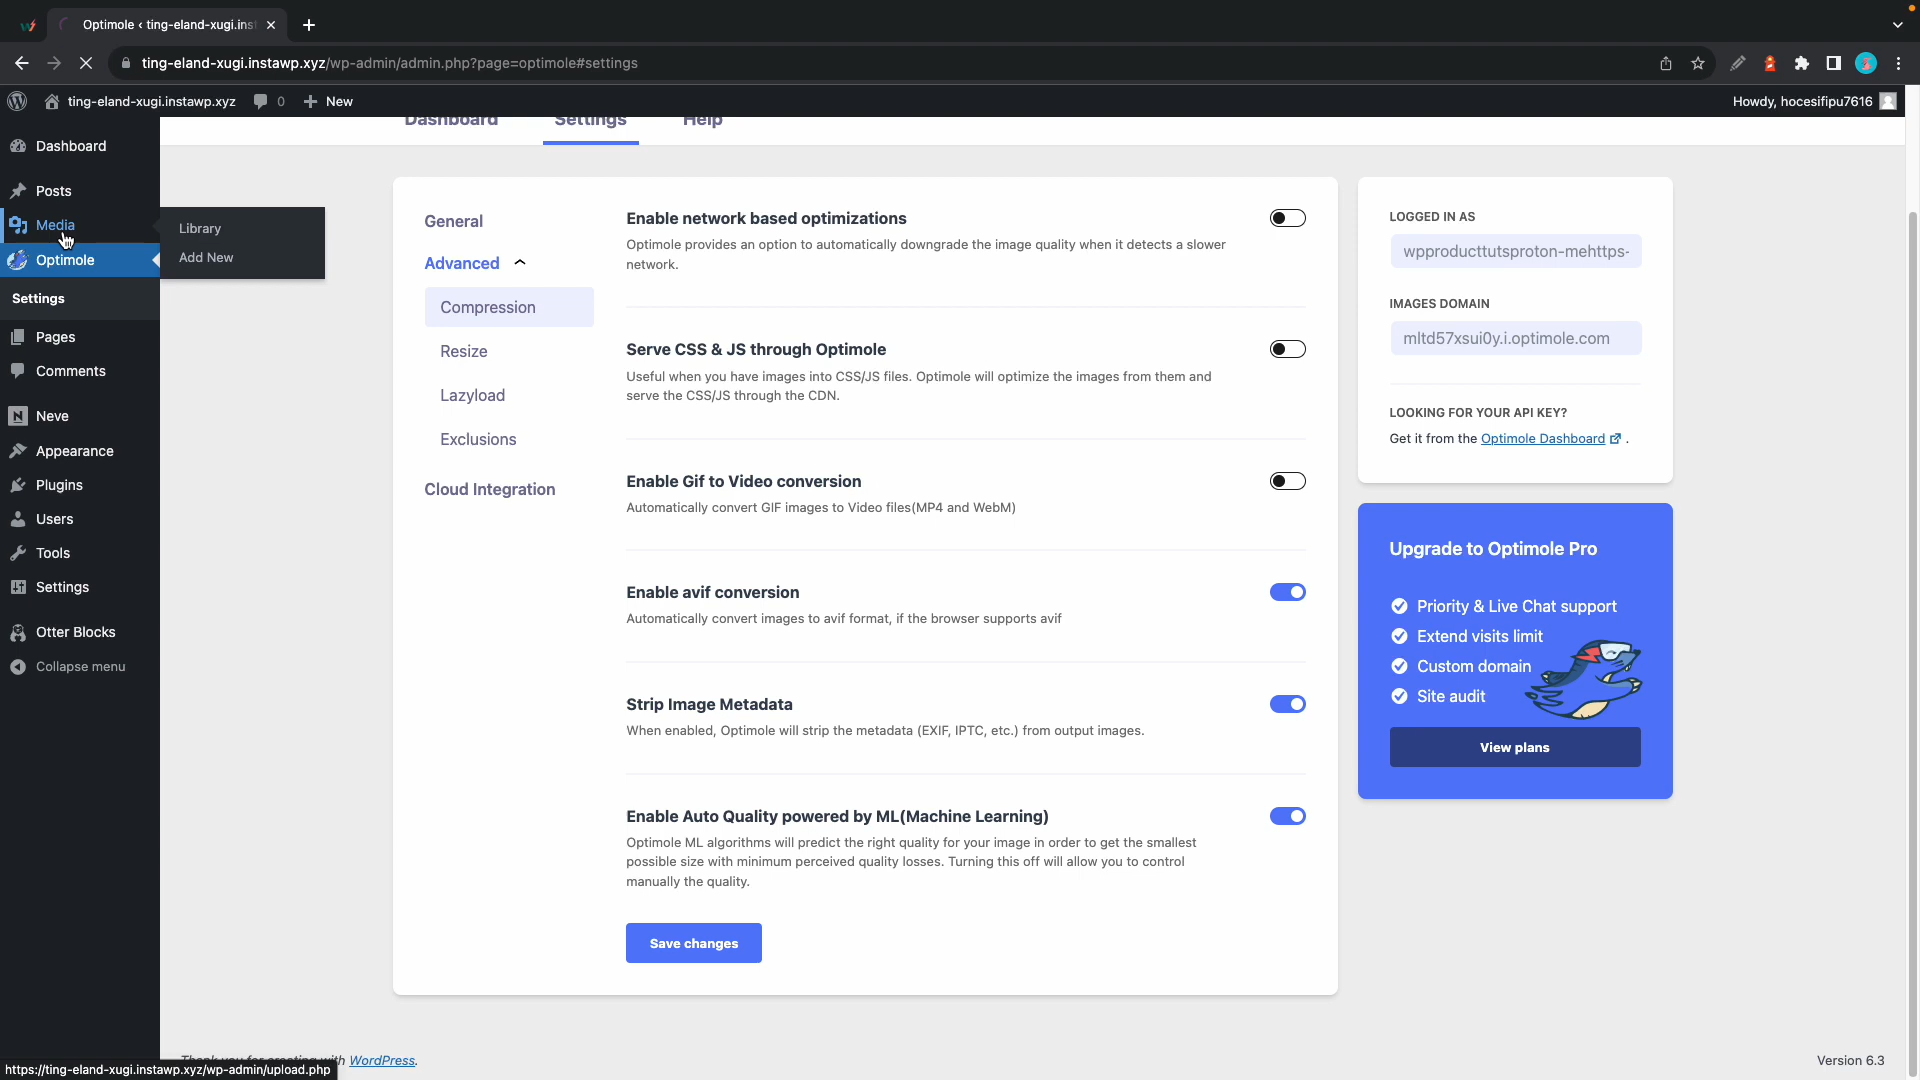 Optimole ‹ ting-eland-xugi.inst
ting-eland-xugi.instawp.xyz/wp-admin/admin.php?page=optimole#settings
ting-eland-xugi.instawp.xyz
0
New
Howdy, hocesifipu7616
Dashboard
Settings
Help
Dashboard
Posts
Media
Optimole
Settings
Pages
Comments
Neve
Appearance
Plugins
Users
Tools
Settings
Otter Blocks
Collapse menu
Library
Add New
General
Advanced
Compression
Resize
Lazyload
Exclusions
Cloud Integration
Enable network based optimizations
Optimole provides an option to automatically downgrade the image quality when it detects a slower
network.
Serve CSS & JS through Optimole
Useful when you have images into CSS/JS files. Optimole will optimize the images from them and
serve the CSS/JS through the CDN.
Enable Gif to Video conversion
Automatically convert GIF images to Video files(MP4 and WebM)
Enable avif conversion
Automatically convert images to avif format, if the browser supports avif
Strip Image Metadata
When enabled, Optimole will strip the metadata (EXIF, IPTC, etc.) from output images.
Enable Auto Quality powered by ML(Machine Learning)
Optimole ML algorithms will predict the right quality for your image in order to get the smallest
possible size with minimum perceived quality losses. Turning this off will allow you to control
manually the quality.
Save changes
LOGGED IN AS
wpproducttutsproton-mehttps-
IMAGES DOMAIN
mltd57xsui0y.i.optimole.com
LOOKING FOR YOUR API KEY?
Get it from the Optimole Dashboard .
Upgrade to Optimole Pro
Priority & Live Chat support
Extend visits limit
Custom domain
Site audit
View plans
Thank you for creating with WordPress.
Version 6.3
https://ting-eland-xugi.instawp.xyz/wp-admin/upload.php